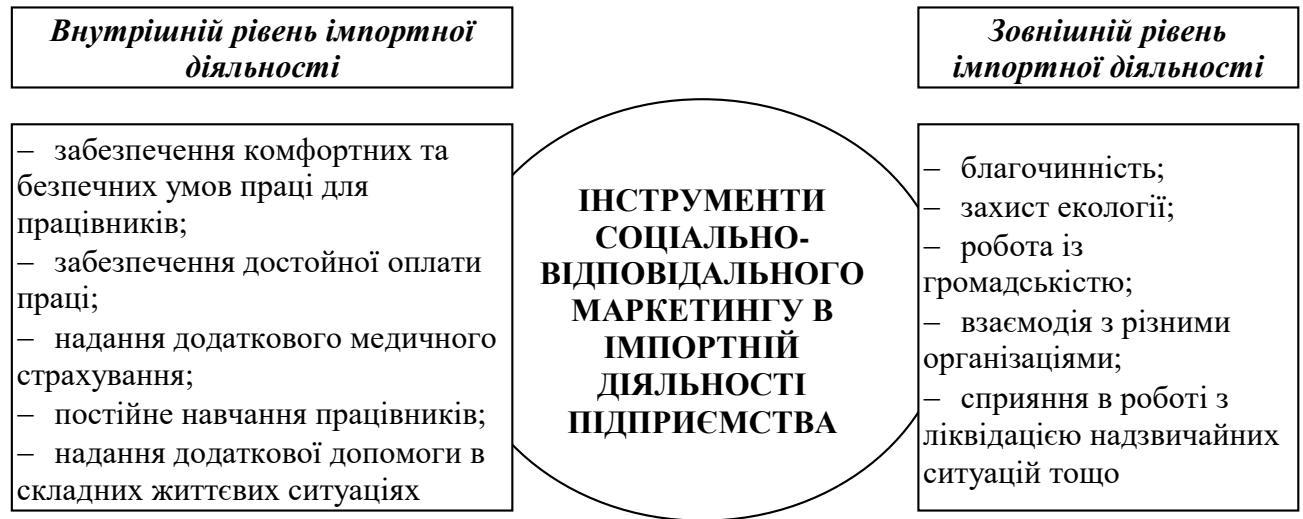 Внутрішній рівень імпортної
діяльності
− забезпечення комфортних та
безпечних умов праці для
працівників;
− забезпечення достойної оплати
праці;
− надання додаткового медичного
страхування;
− постійне навчання працівників;
− надання додаткової допомоги в
складних життєвих ситуаціях
ІНСТРУМЕНТИ
СОЦІАЛЬНО-
ВІДПОВІДАЛЬНОГО
МАРКЕТИНГУ В
ІМПОРТНІЙ
ДІЯЛЬНОСТІ
ПІДПРИЄМСТВА
Зовнішній рівень
імпортної діяльності
− благочинність;
− захист екології;
− робота із
громадськістю;
− взаємодія з різними
організаціями;
− сприяння в роботі з
ліквідацією надзвичайних
ситуацій тощо